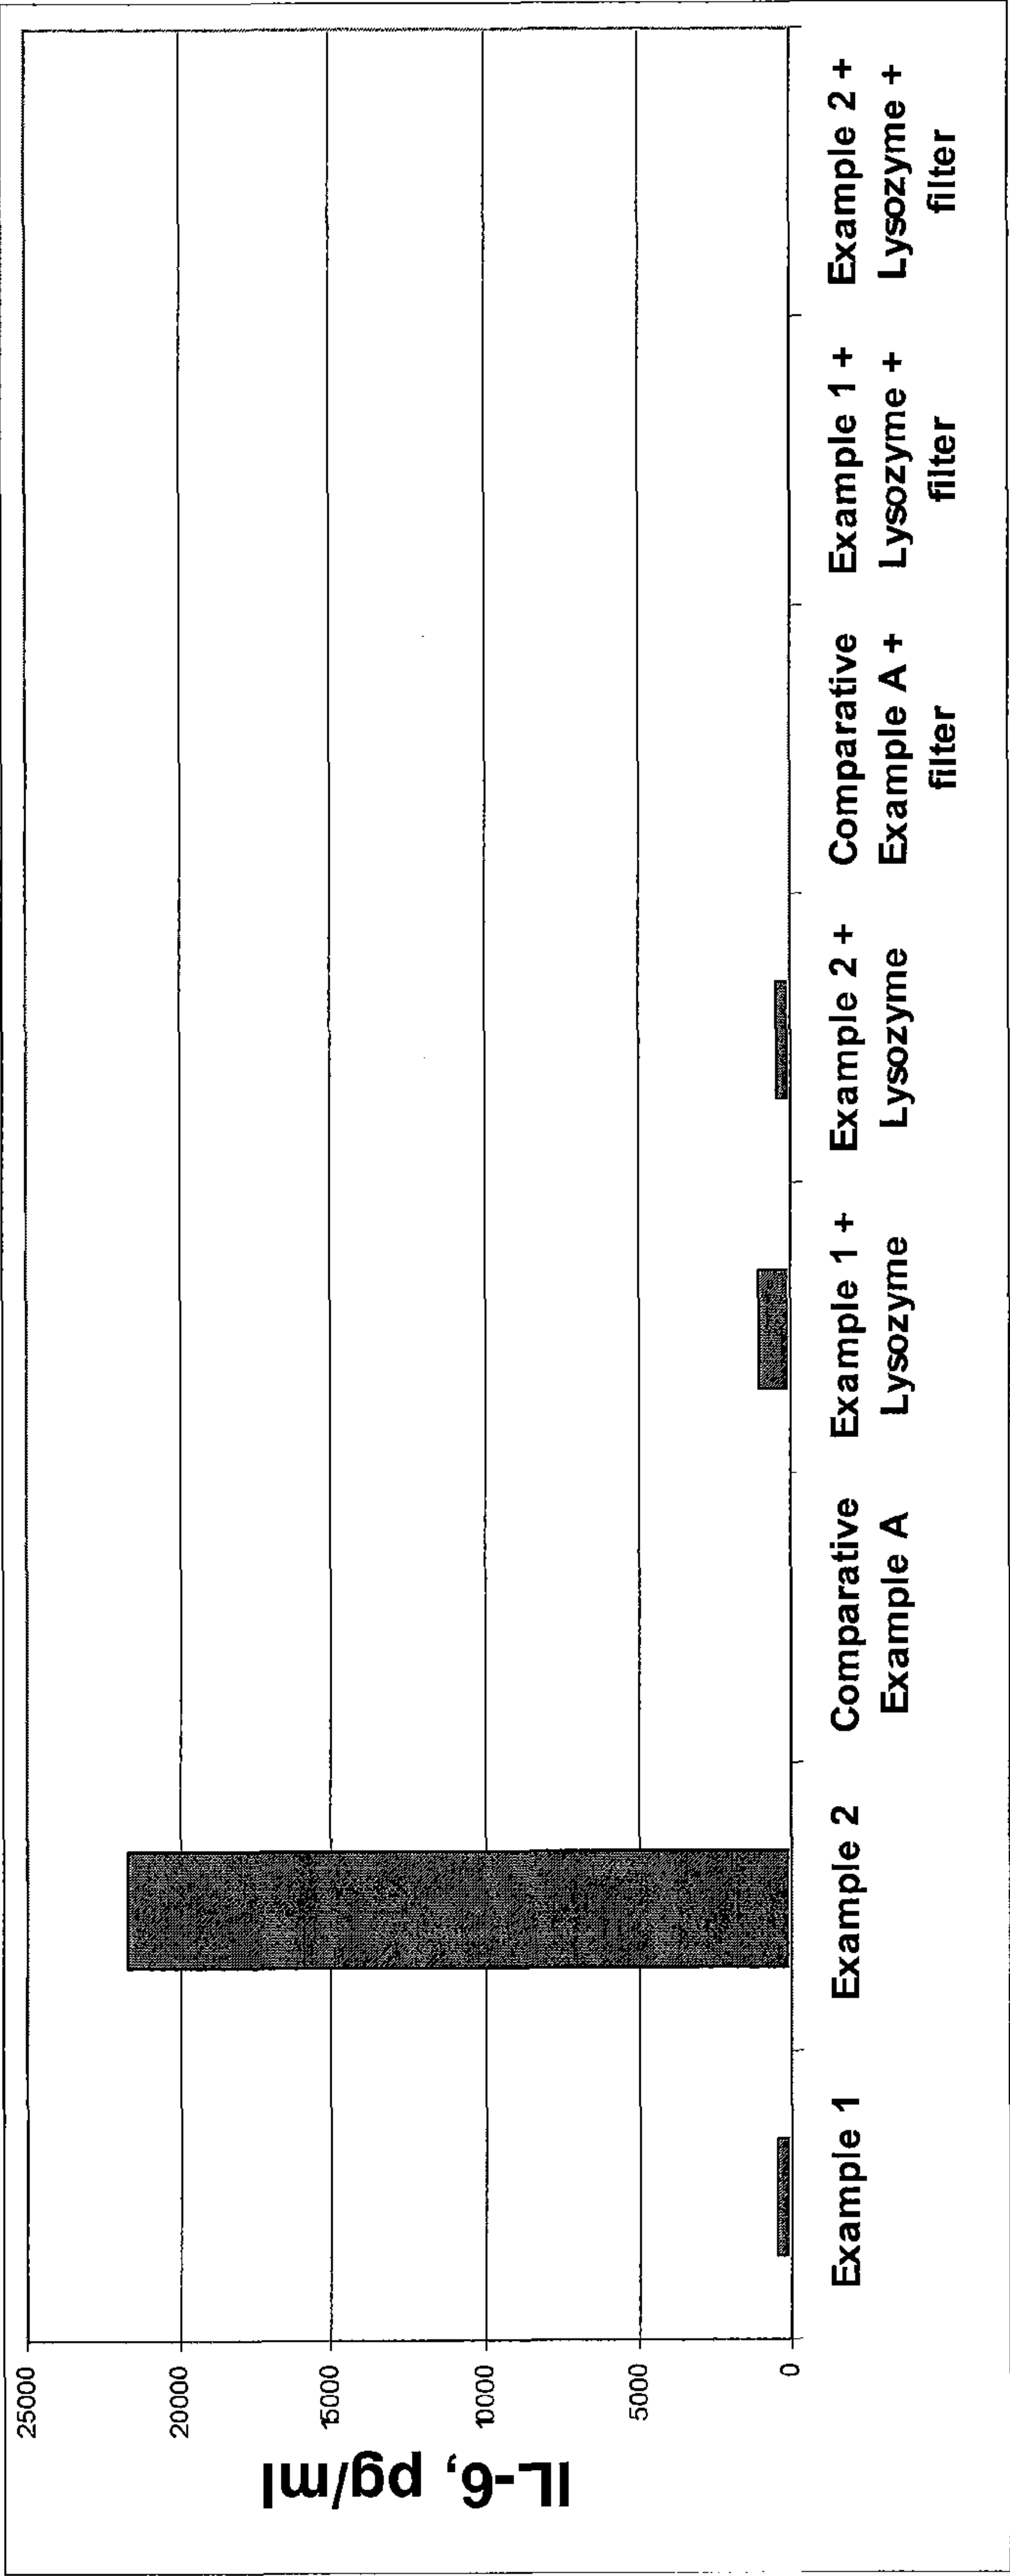 IL-6, pg/ml
25000
20000
15000
10000
5000
0
Example 1
Example 2
Comparative
Example A
Example 1 +
Lysozyme
Example 2 +
Lysozyme
Comparative
Example A +
filter
Example 1 +
Lysozyme +
filter
Example 2 +
Lysozyme +
filter